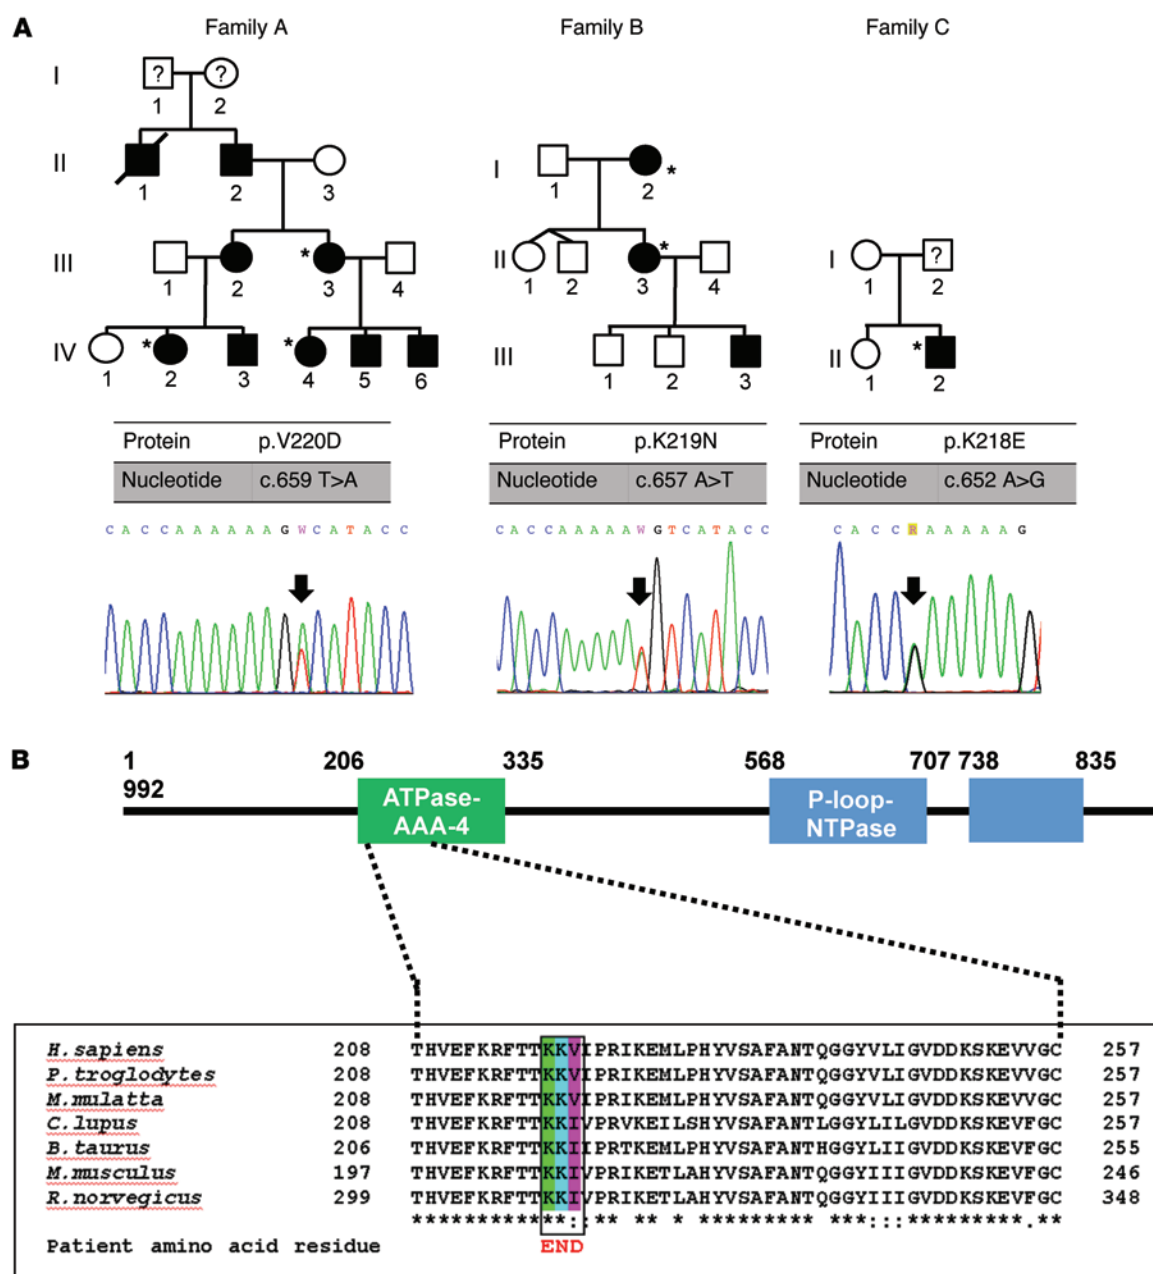 A Family A Family B Family C
I ? ?
1 2
II I
1 2 3 1 2 *
III * II * I ?
1 2 3 4 1 2 3 4 1 2
IV * * III II *
1 2 3 4 5 6 1 2 3 1 2
Protein p.V220D Protein p.K219N Protein p.K218E
Nucleotide c.659 T>A Nucleotide c.657 A>T Nucleotide c.652 A>G
C A C C A A A A A A G W C A T A C C C A C C A A A A A W G T C A T A C C C A C C R A A A A A G
B 1 206 335 568 707 738 835
992
ATPase- P-loop-
AAA-4 NTPase
H.sapiens 208 THVEFKRFTTKKVIPRIKEMLPHYVSAFANTQGGYVLIGVDDKSKEVVGC 257
P.troglodytes 208 THVEFKRFTTKKVIPRIKEMLPHYVSAFANTQGGYVLIGVDDKSKEVVGC 257
M.mulatta 208 THVEFKRFTTKKVIPRIKEMLPHYVSAFANTQGGYVLIGVDDKSKEVVGC 257
C.lupus 208 THVEFKRFTTKKIIPRVKEILSHYVSAFANTLGGYLILGVDDKSKEVFGC 257
B.taurus 206 THVEFKRFTTKKIIPRTKEMLPHYVSAFANTHGGYLIIGVDDKSKEVFGC 255
M.musculus 197 THVEFKRFTTKKIVPRIKETLAHYVSAFANTQGGYIIIGVDDKSKEVFGC 246
R.norvegicus 299 THVEFKRFTTKKIVPRIKETLAHYVSAFANTQGGYIIIGVDDKSKEVFGC 348
************::** ** * ********* ***:::*********.**
Patient amino acid residue END